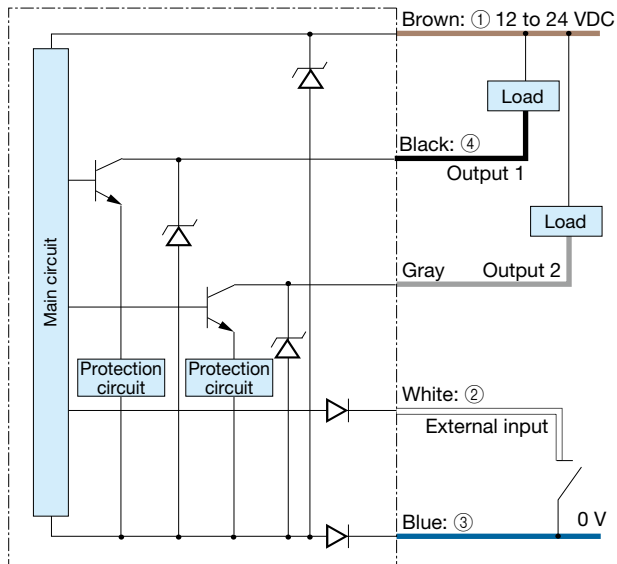 Brown: ① 12 to 24 VDC
Load
Black: ④
Output 1
Load
Gray Output 2
Main circuit
Protection
circuit
Protection
circuit
White: ②
External input
Blue: ③ 0 V